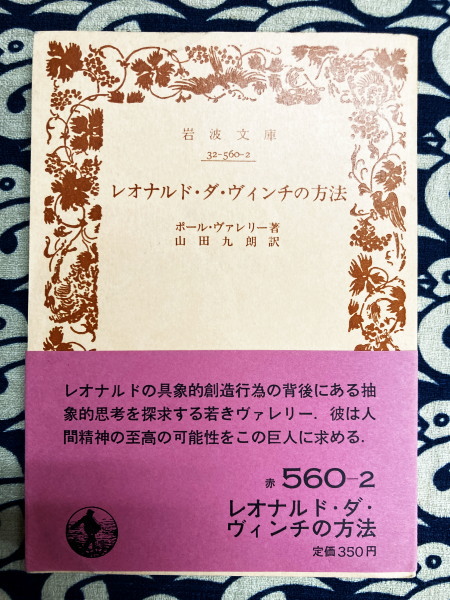 岩波文庫
32-560-2
レオナルド・ダ・ヴィンチの方法
ポール・ヴァレリー著
山田九朗訳
レオナルドの具象的創造行為の背後にある抽
象的思考を探求する若きヴァレリー．彼は人
間精神の至高の可能性をこの巨人に求める．
赤 560-2
レオナルド・ダ・
ヴィンチの方法
定価350円